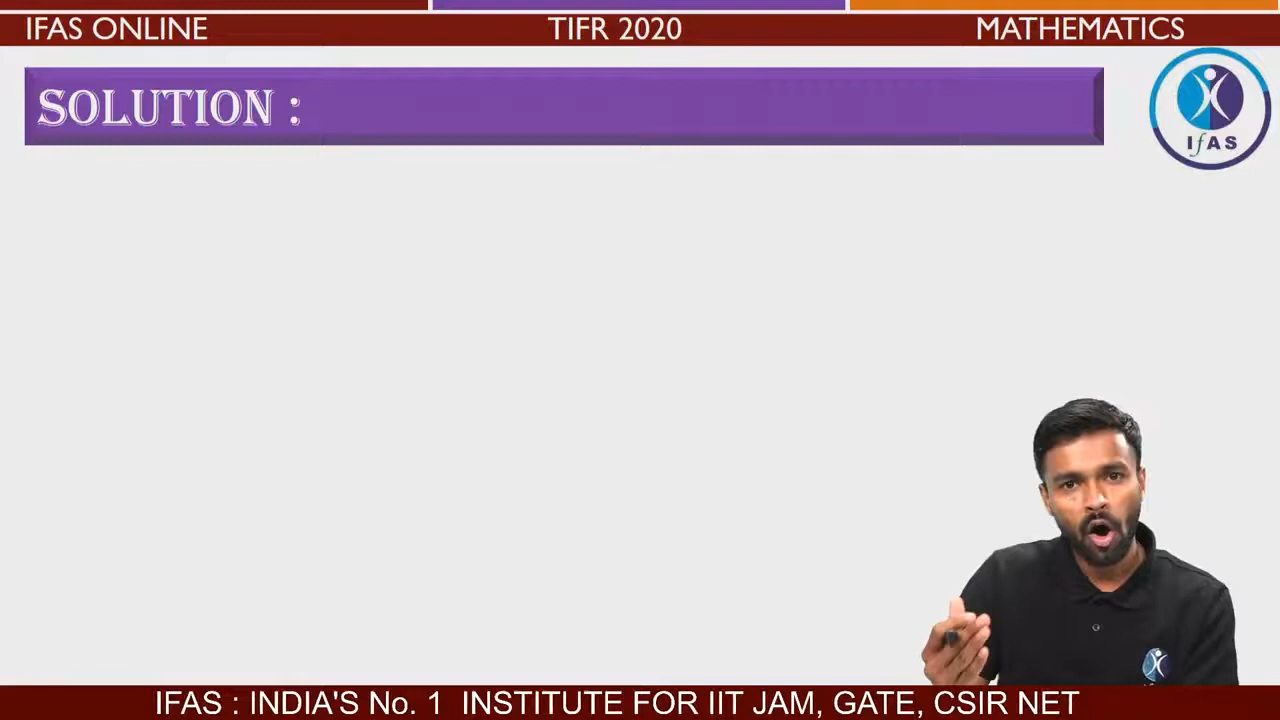 IFAS ONLINE TIFR 2020 MATHEMATICS
SOLUTION :
IfAS
IFAS : INDIA'S No. 1 INSTITUTE FOR IIT JAM, GATE, CSIR NET